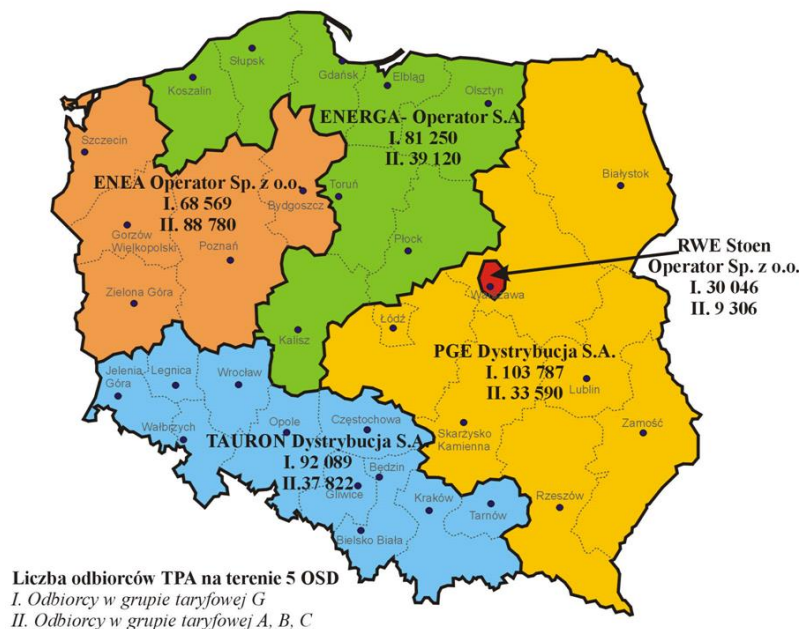 Słupsk
Koszalin
Gdańsk
Elbląg
Olsztyn
ENERGA- Operator S.A.
I. 81 250
II. 39 120
Szczecin
ENEA Operator Sp. z o.o.
I. 68 569
II. 88 780
Toruń
Bydgoszcz
Białystok
Gorzów
Wielkopolski
Poznań
Płock
RWE Stoen
Operator Sp. z o.o.
I. 30 046
II. 9 306
Zielona Góra
Warszawa
Łódź
Kalisz
PGE Dystrybucja S.A.
I. 103 787
II. 33 590
Lublin
Jelenia
Góra
Legnica
Wrocław
Wałbrzych
Opole
Częstochowa
Skarżysko
Kamienna
Zamość
TAURON Dystrybucja S.A.
I. 92 089
II.37 822
Będzin
Gliwice
Kraków
Tarnów
Rzeszów
Bielsko Biała
Liczba odbiorców TPA na terenie 5 OSD
I. Odbiorcy w grupie taryfowej G
II. Odbiorcy w grupie taryfowej A, B, C